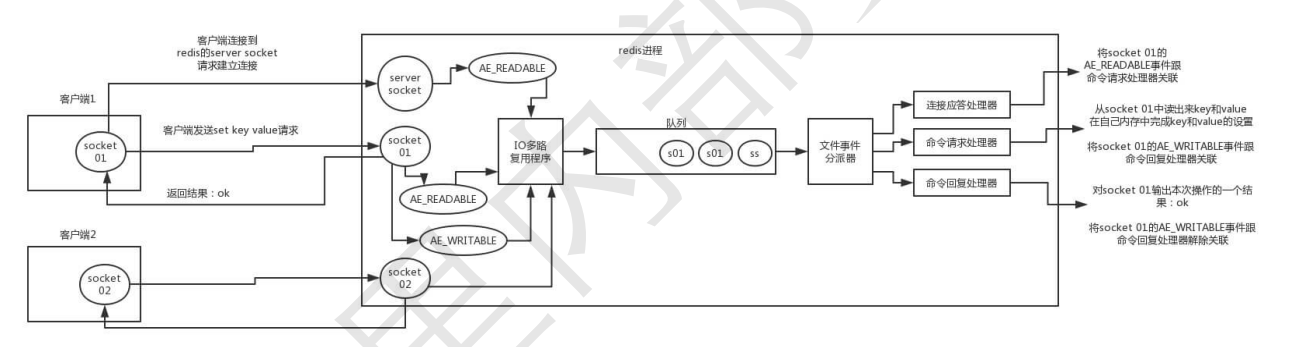 客户端连接到
redis的server socket
请求建立连接
redis进程
server
socket
AE_READABLE
将socket 01的
AE_READABLE事件跟
命令请求处理器关联
客户端1
socket
01
客户端发送set key value请求
socket
01
返回结果：ok
AE_READABLE
AE_WRITABLE
IO多路
复用程序
队列
s01
s01
ss
文件事件
分派器
连接应答处理器
命令请求处理器
命令回复处理器
从socket 01中读出来key和value
在自己内存中完成key和value的设置
将socket 01的AE_WRITABLE事件跟
命令回复处理器关联
对socket 01输出本次操作的一个结
果：ok
将socket 01的AE_WRITABLE事件跟
命令回复处理器解除关联
客户端2
socket
02
socket
02